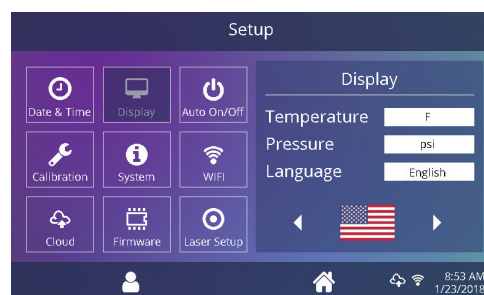 Setup
Date & Time
Display
Auto On/Off
Calibration
System
WIFI
Cloud
Firmware
Laser Setup
Display
Temperature F
Pressure psi
Language English
8:53 AM
1/23/2018